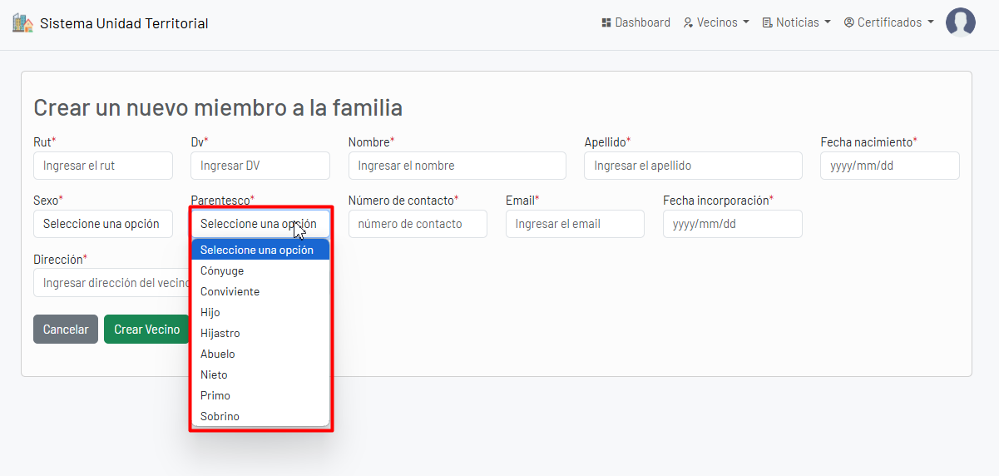 Sistema Unidad Territorial
Dashboard Vecinos Noticias Certificados
Crear un nuevo miembro a la familia
Rut* Dv* Nombre* Apellido* Fecha nacimiento*
Ingresar el rut Ingresar DV Ingresar el nombre Ingresar el apellido yyyy/mm/dd
Sexo* Parentesco* Número de contacto* Email* Fecha incorporación*
Seleccione una opción Seleccione una opción número de contacto Ingresar el email yyyy/mm/dd
Dirección*
Ingresar dirección del vecino
Cancelar Crear Vecino
Seleccione una opción
Cónyuge
Conviviente
Hijo
Hijastro
Abuelo
Nieto
Primo
Sobrino